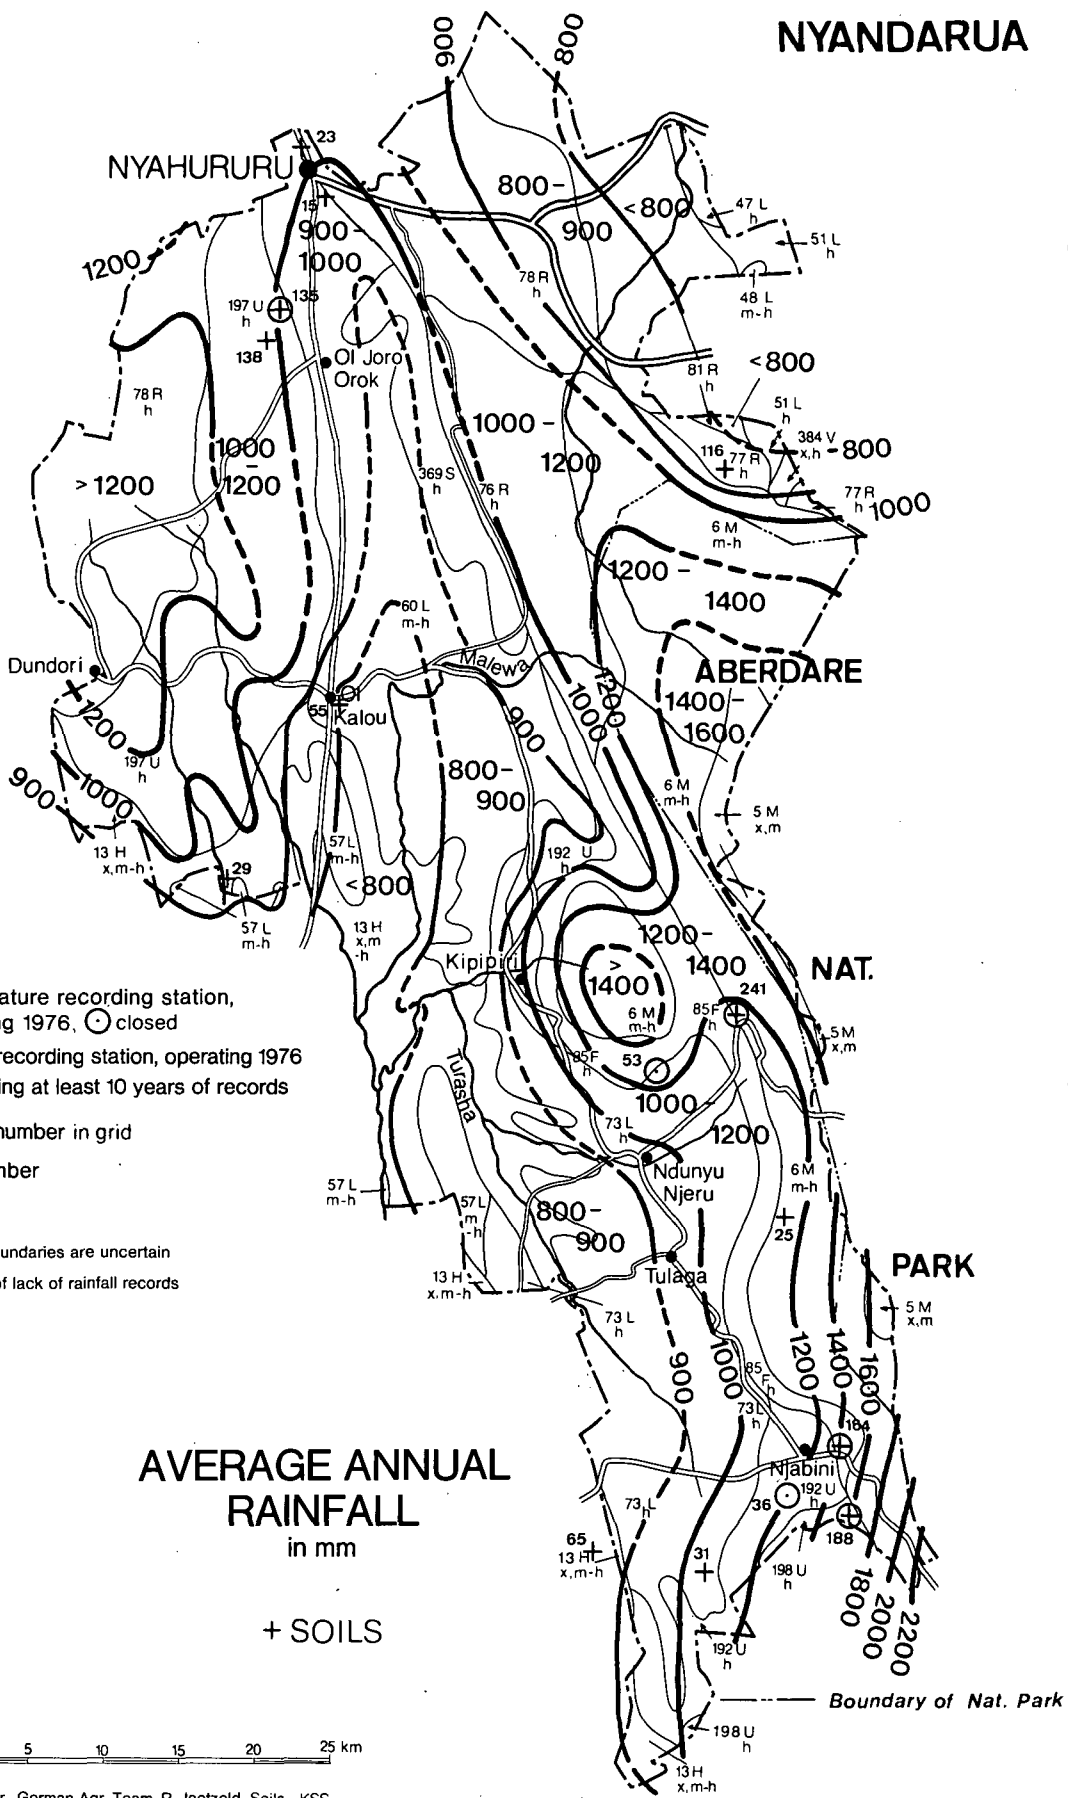 NYANDARUA
900
800
23
NYAHURURU
15
900-
1000
800-
900
<800
47 L
h
51 L
h
1200
78 R
h
48 L
m-h
197 U
h
135
138
Ol Joro
Orok
81 R
h
<800
78 R
h
51 L
h
1000
-
1200
1000-
1200
384 V
x,h
-800
116
77 R
h
>1200
369 S
h
76 R
h
77 R
h
1000
6 M
m-h
1200-
1400
60 L
m-h
Dundori
Malewa
ABERDARE
1200
Ol
Kalou
55
900
1000
1200
1400-
1600
197 U
h
900
1000
800-
900
6 M
m-h
5 M
x,m
13 H
x,m-h
57 L
m-h
192 U
h
29
<800
57 L
m-h
13 H
x,m
-h
1200-
1400
Kipipiri
>
1400
NAT.
241
ature recording station,
g 1976, closed
6 M
m-h
85 F
h
5 M
x,m
recording station, operating 1976
53
85 F
h
ing at least 10 years of records
Turasha
1000-
1200
number in grid
73 L
h
nber
Ndunyu
Njeru
6 M
m-h
57 L
m-h
57 L
m
-h
800-
900
25
undaries are uncertain
Tulaga
PARK
of lack of rainfall records
13 H
x,m-h
73 L
h
5 M
x,m
900
1000
1200
1400
1600
85 F
h
73 L
h
184
AVERAGE ANNUAL
RAINFALL
in mm
Njabini
36
192 U
h
73 L
h
65
13 H
x,m-h
31
188
198 U
h
1800
2000
2200
+ SOILS
192 U
h
Boundary of Nat. Park
198 U
h
5 10 15 20 25 km
13 H
x,m-h